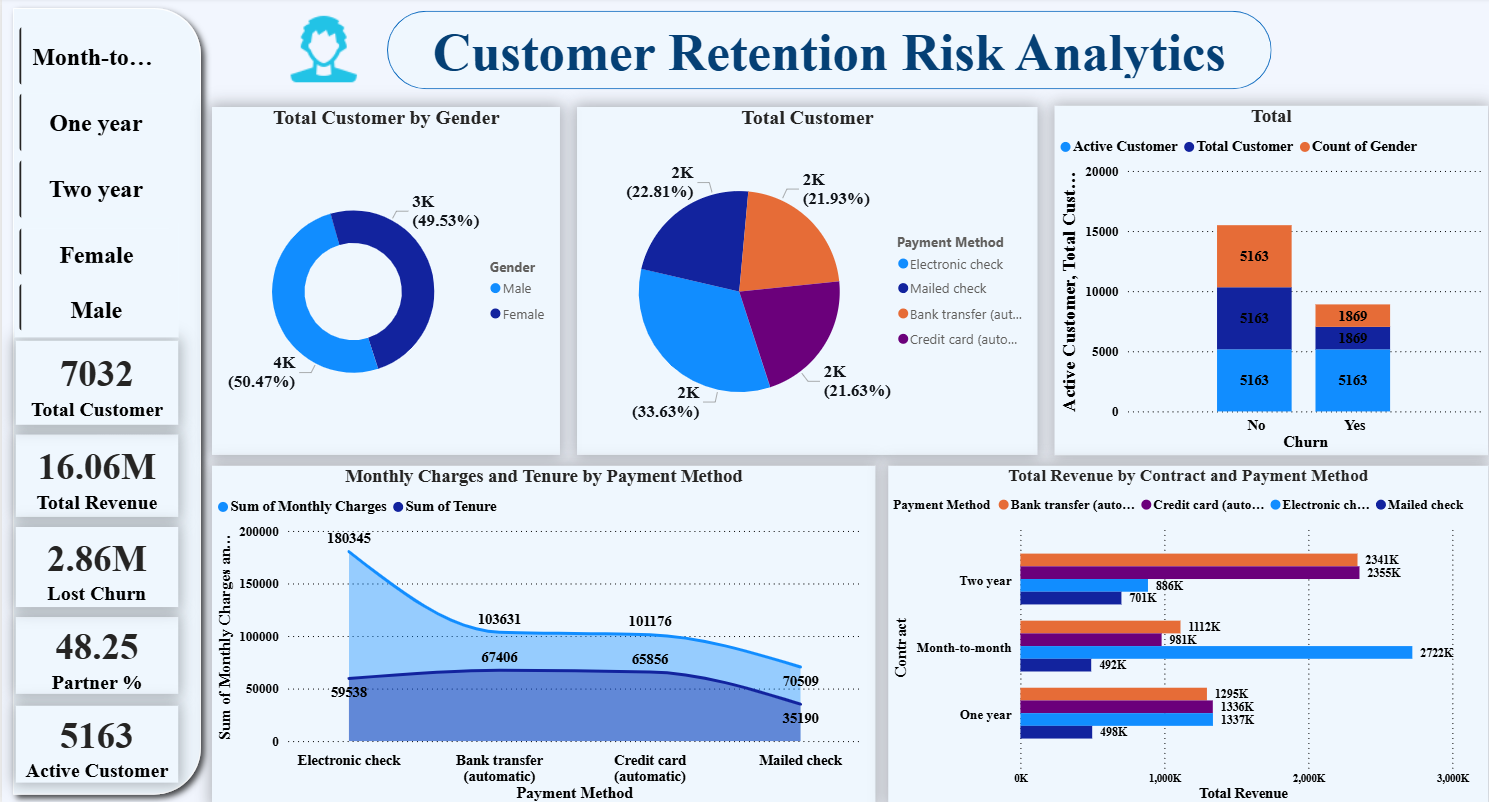 Customer Retention Risk Analytics
Month-to…
One year
Two year
Female
Male
7032
Total Customer
16.06M
Total Revenue
2.86M
Lost Churn
48.25
Partner %
5163
Active Customer
Total Customer by Gender
3K
(49.53%)
4K
(50.47%)
Gender
Male
Female
Total Customer
2K
(22.81%)
2K
(21.93%)
2K
(33.63%)
2K
(21.63%)
Payment Method
Electronic check
Mailed check
Bank transfer (aut…
Credit card (auto…
Total
Active Customer Total Customer Count of Gender
Active Customer, Total Cust…
20000
15000
10000
5000
0
5163
5163
5163
1869
1869
5163
No Yes
Churn
Monthly Charges and Tenure by Payment Method
Sum of Monthly Charges Sum of Tenure
Sum of Monthly Charges an…
200000
150000
100000
50000
0
180345
103631
101176
70509
59538
67406
65856
35190
Electronic check
Bank transfer
(automatic)
Credit card
(automatic)
Mailed check
Payment Method
Total Revenue by Contract and Payment Method
Payment Method Bank transfer (auto… Credit card (auto… Electronic ch… Mailed check
Contract
Two year
2341K
2355K
886K
701K
Month-to-month
1112K
981K
2722K
492K
One year
1295K
1336K
1337K
498K
0K 1,000K 2,000K 3,000K
Total Revenue